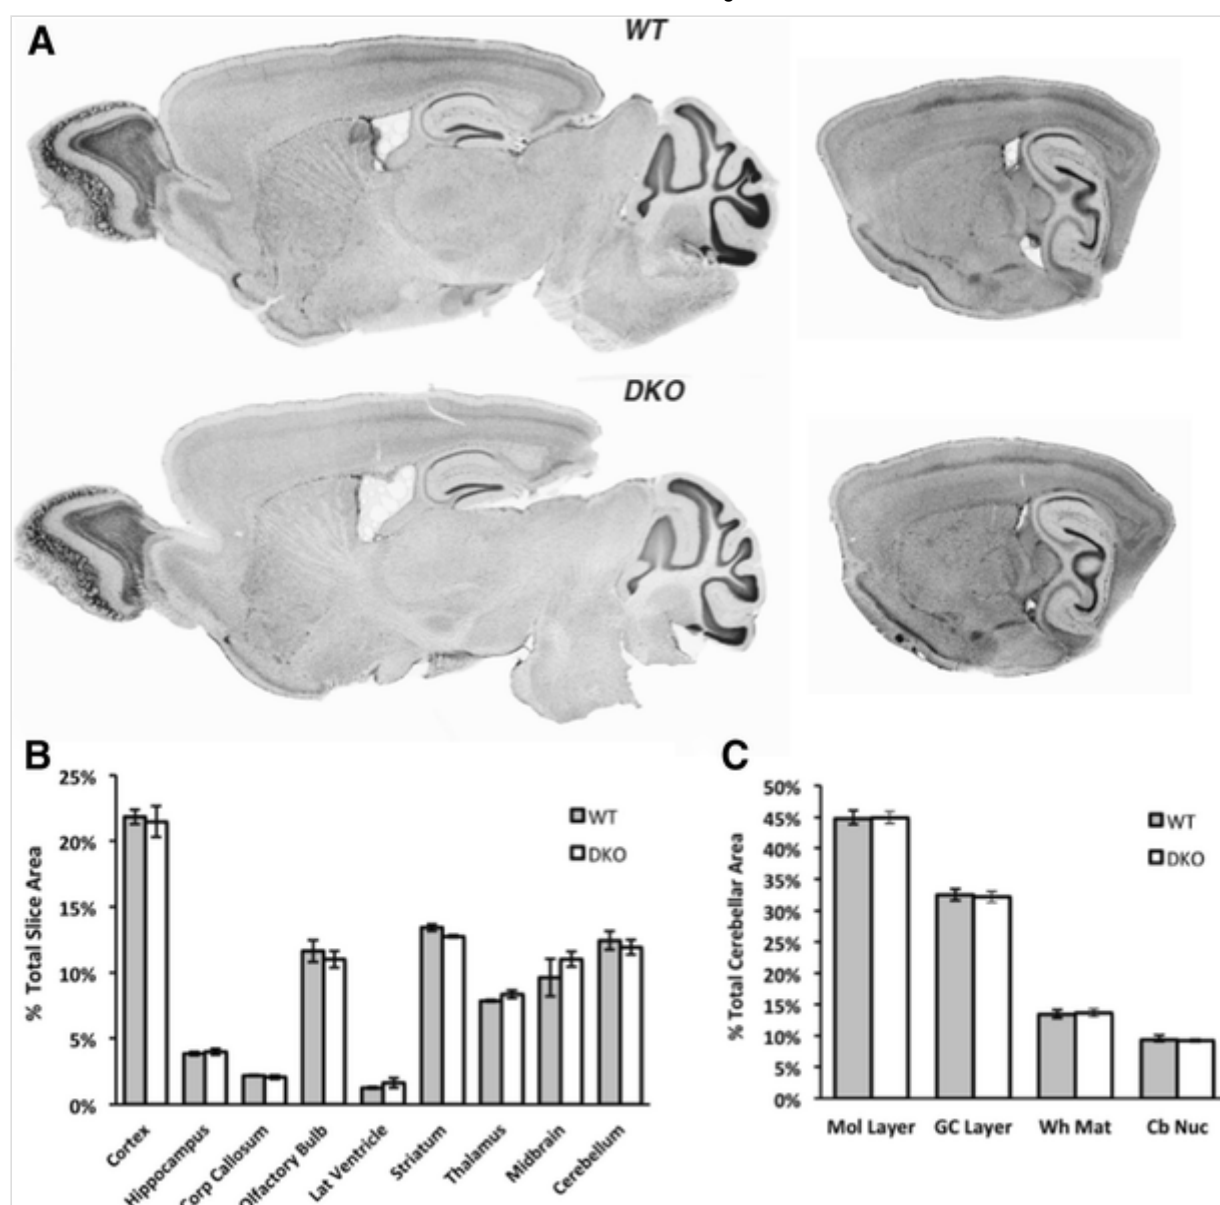 A
WT
DKO
B
25%
20%
15%
10%
5%
0%
% Total Slice Area
WT
DKO
Cortex
Hippocampus
Corp Callosum
Olfactory Bulb
Lat Ventricle
Striatum
Thalamus
Midbrain
Cerebellum
C
50%
45%
40%
35%
30%
25%
20%
15%
10%
5%
0%
% Total Cerebellar Area
WT
DKO
Mol Layer
GC Layer
Wh Mat
Cb Nuc